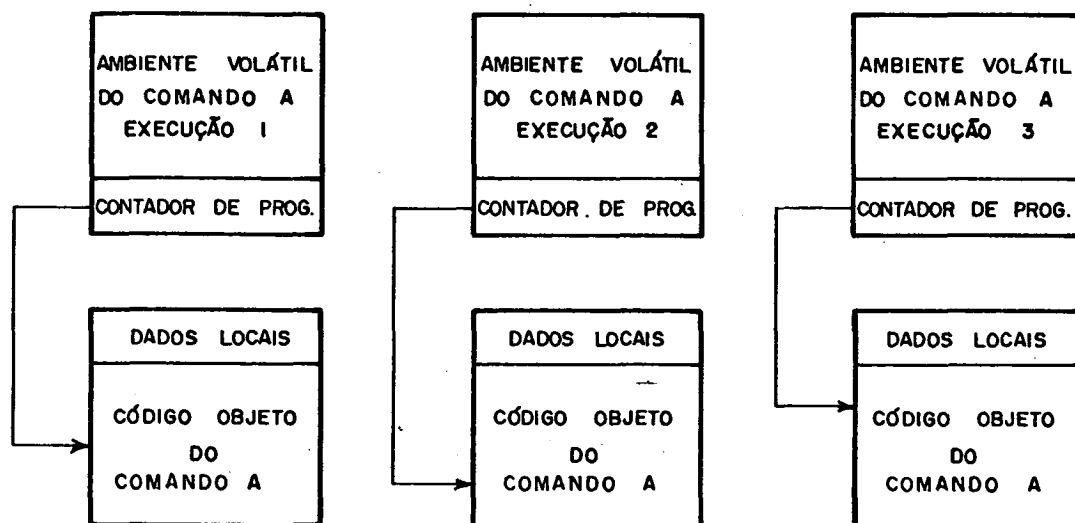 AMBIENTE VOLÁTIL
DO COMANDO A
EXECUÇÃO 1
CONTADOR DE PROG.
DADOS LOCAIS
CÓDIGO OBJETO
DO
COMANDO A
AMBIENTE VOLÁTIL
DO COMANDO A
EXECUÇÃO 2
CONTADOR . DE PROG.
DADOS LOCAIS
CÓDIGO OBJETO
DO
COMANDO A
AMBIENTE VOLÁTIL
DO COMANDO A
EXECUÇÃO 3
CONTADOR DE PROG.
DADOS LOCAIS
CÓDIGO OBJETO
DO
COMANDO A